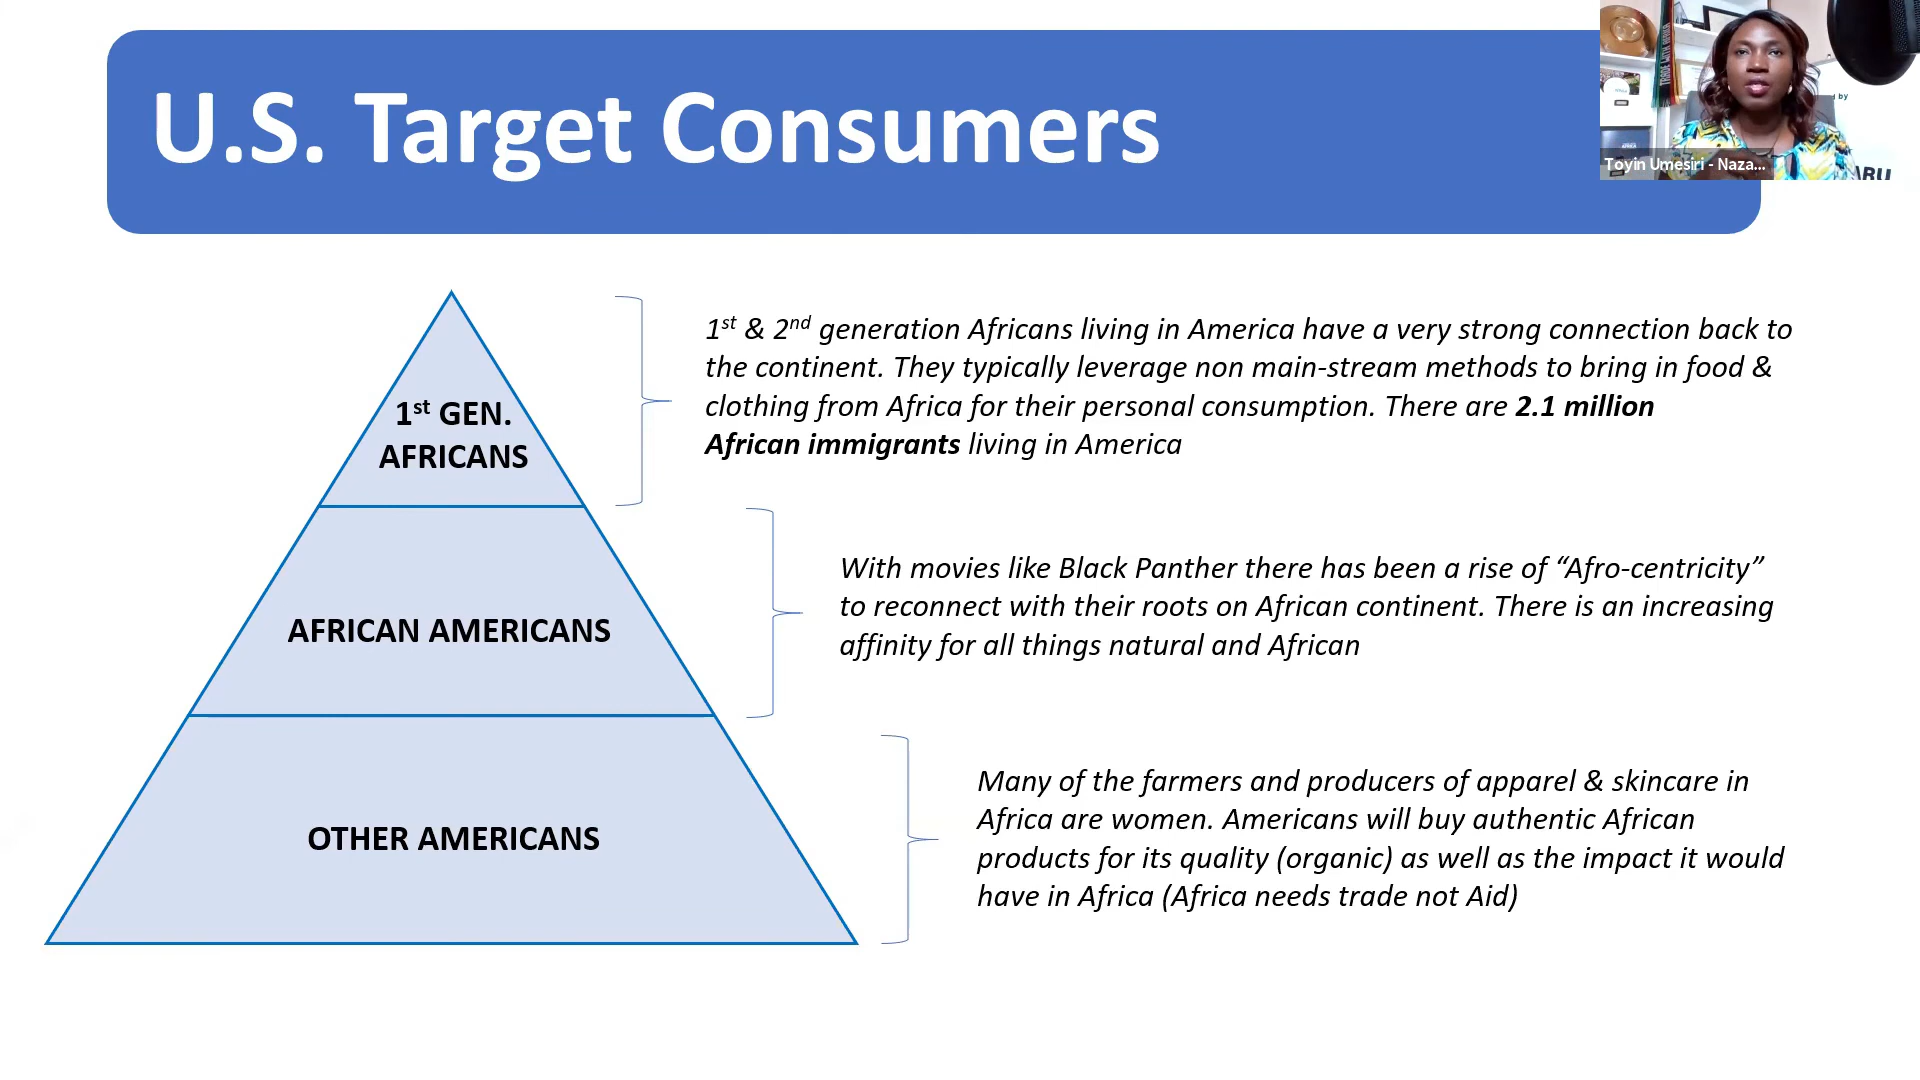 U.S. Target Consumers
TRADE WITH AFRICA
d by
Toyin Umesiri - Naza...
ARU
1st GEN.
AFRICANS
1st & 2nd generation Africans living in America have a very strong connection back to
the continent. They typically leverage non main-stream methods to bring in food &
clothing from Africa for their personal consumption. There are 2.1 million
African immigrants living in America
AFRICAN AMERICANS
With movies like Black Panther there has been a rise of “Afro-centricity”
to reconnect with their roots on African continent. There is an increasing
affinity for all things natural and African
OTHER AMERICANS
Many of the farmers and producers of apparel & skincare in
Africa are women. Americans will buy authentic African
products for its quality (organic) as well as the impact it would
have in Africa (Africa needs trade not Aid)